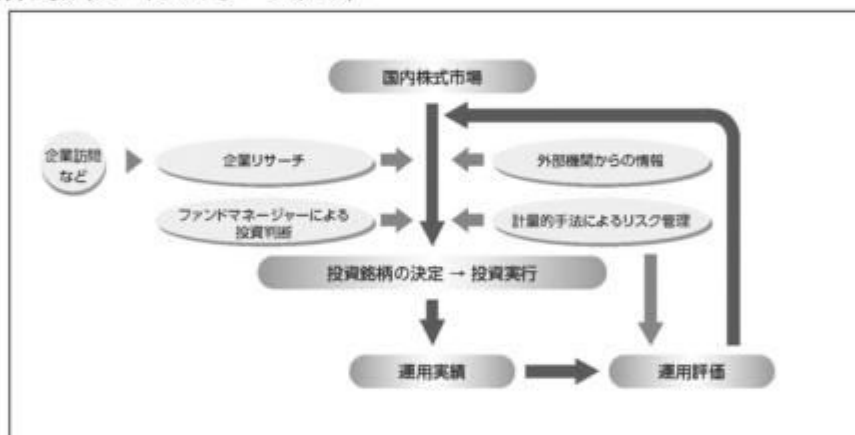 国内株式市場
企業訪問
など
企業リサーチ
外部機関からの情報
ファンドマネージャーによる
投資判断
計量的手法によるリスク管理
投資銘柄の決定 → 投資実行
運用実績
運用評価